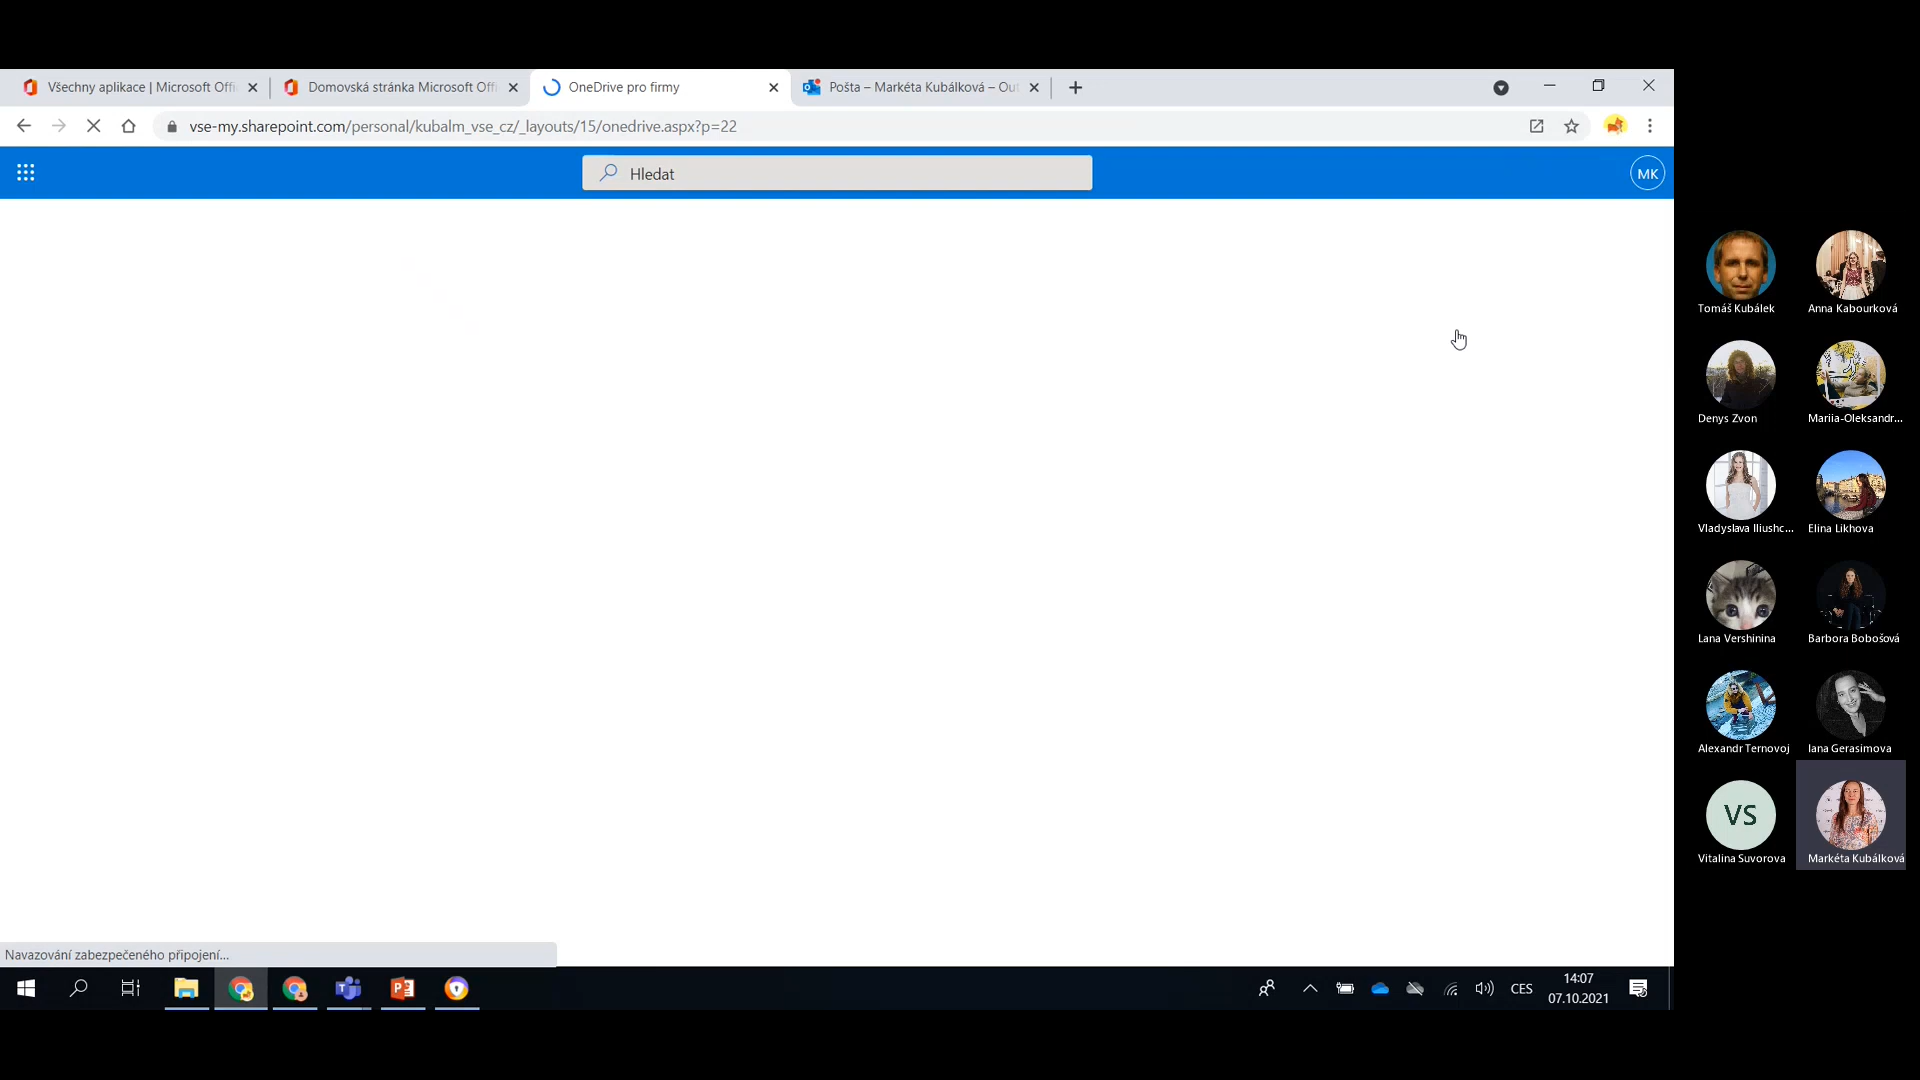 Všechny aplikace | Microsoft Offi
Domovská stránka Microsoft Offi
OneDrive pro firmy
Pošta – Markéta Kubálková – Out
vse-my.sharepoint.com/personal/kubalm_vse_cz/_layouts/15/onedrive.aspx?p=22
Hledat
MK
Tomáš Kubálek
Anna Kabourková
Denys Zvon
Mariia-Oleksandr...
Vladyslava Iliushc...
Elina Likhova
Lana Vershinina
Barbora Bobošová
Alexandr Ternovoj
Iana Gerasimova
VS
Vitalina Suvorova
Markéta Kubálková
Navazování zabezpečeného připojení...
CES
14:07
07.10.2021